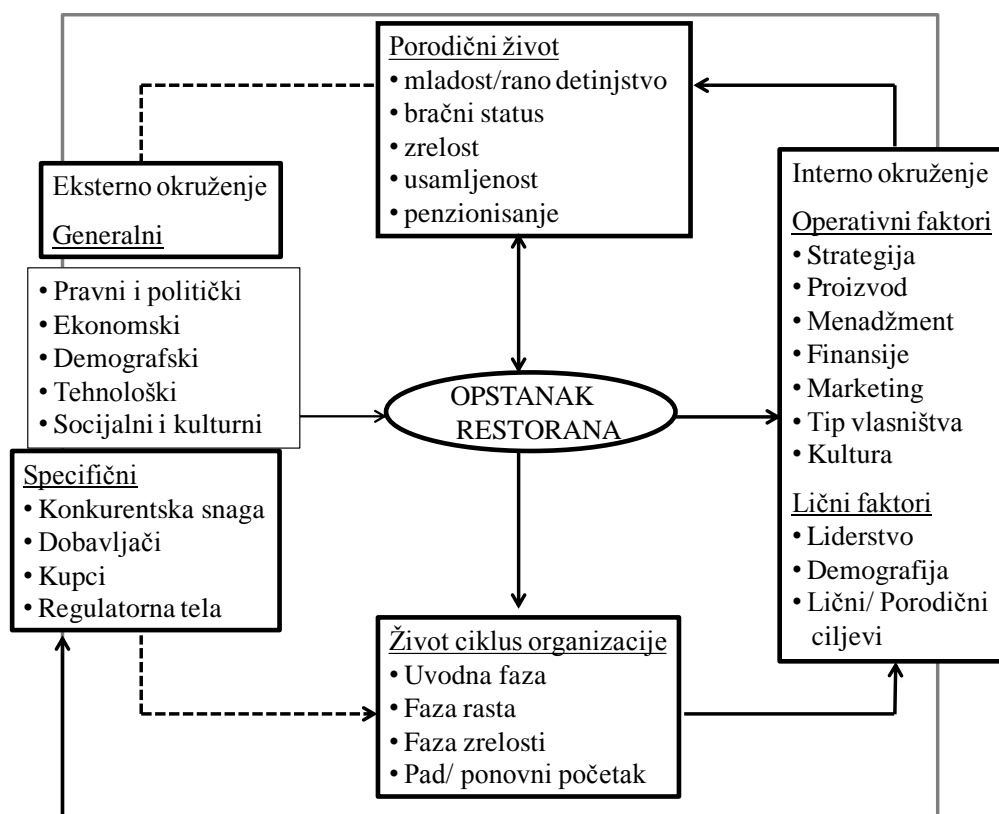 Porodični život
• mladost/rano detinjstvo
• bračni status
• zrelost
• usamljenost
• penzionisanje
Eksterno okruženje
Generalni
• Pravni i politički
• Ekonomski
• Demografski
• Tehnološki
• Socijalni i kulturni
Specifični
• Konkurentska snaga
• Dobavljači
• Kupci
• Regulatorna tela
OPSTANAK
RESTORANA
Interno okruženje
Operativni faktori
• Strategija
• Proizvod
• Menadžment
• Finansije
• Marketing
• Tip vlasništva
• Kultura
Lični faktori
• Liderstvo
• Demografija
• Lični/ Porodični
ciljevi
Život ciklus organizacije
• Uvodna faza
• Faza rasta
• Faza zrelosti
• Pad/ ponovni početak